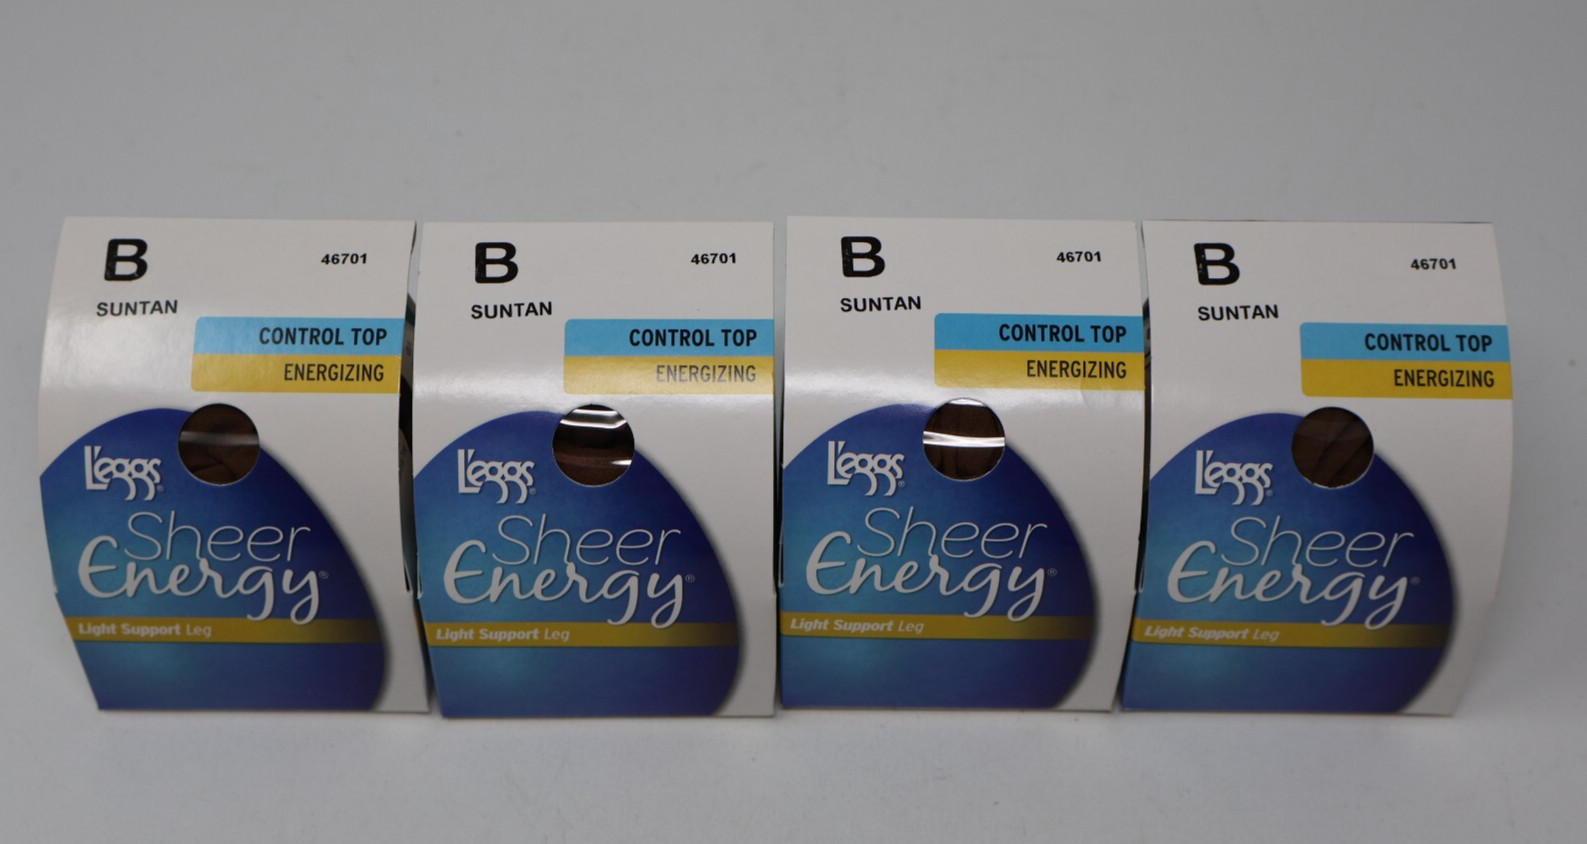 B
46701
SUNTAN
CONTROL TOP
ENERGIZING
L'eggs®
Sheer
Energy®
Light Support Leg
B
46701
SUNTAN
CONTROL TOP
ENERGIZING
L'eggs®
Sheer
Energy®
Light Support Leg
B
46701
SUNTAN
CONTROL TOP
ENERGIZING
L'eggs®
Sheer
Energy®
Light Support Leg
B
46701
SUNTAN
CONTROL TOP
ENERGIZING
L'eggs®
Sheer
Energy®
Light Support Leg